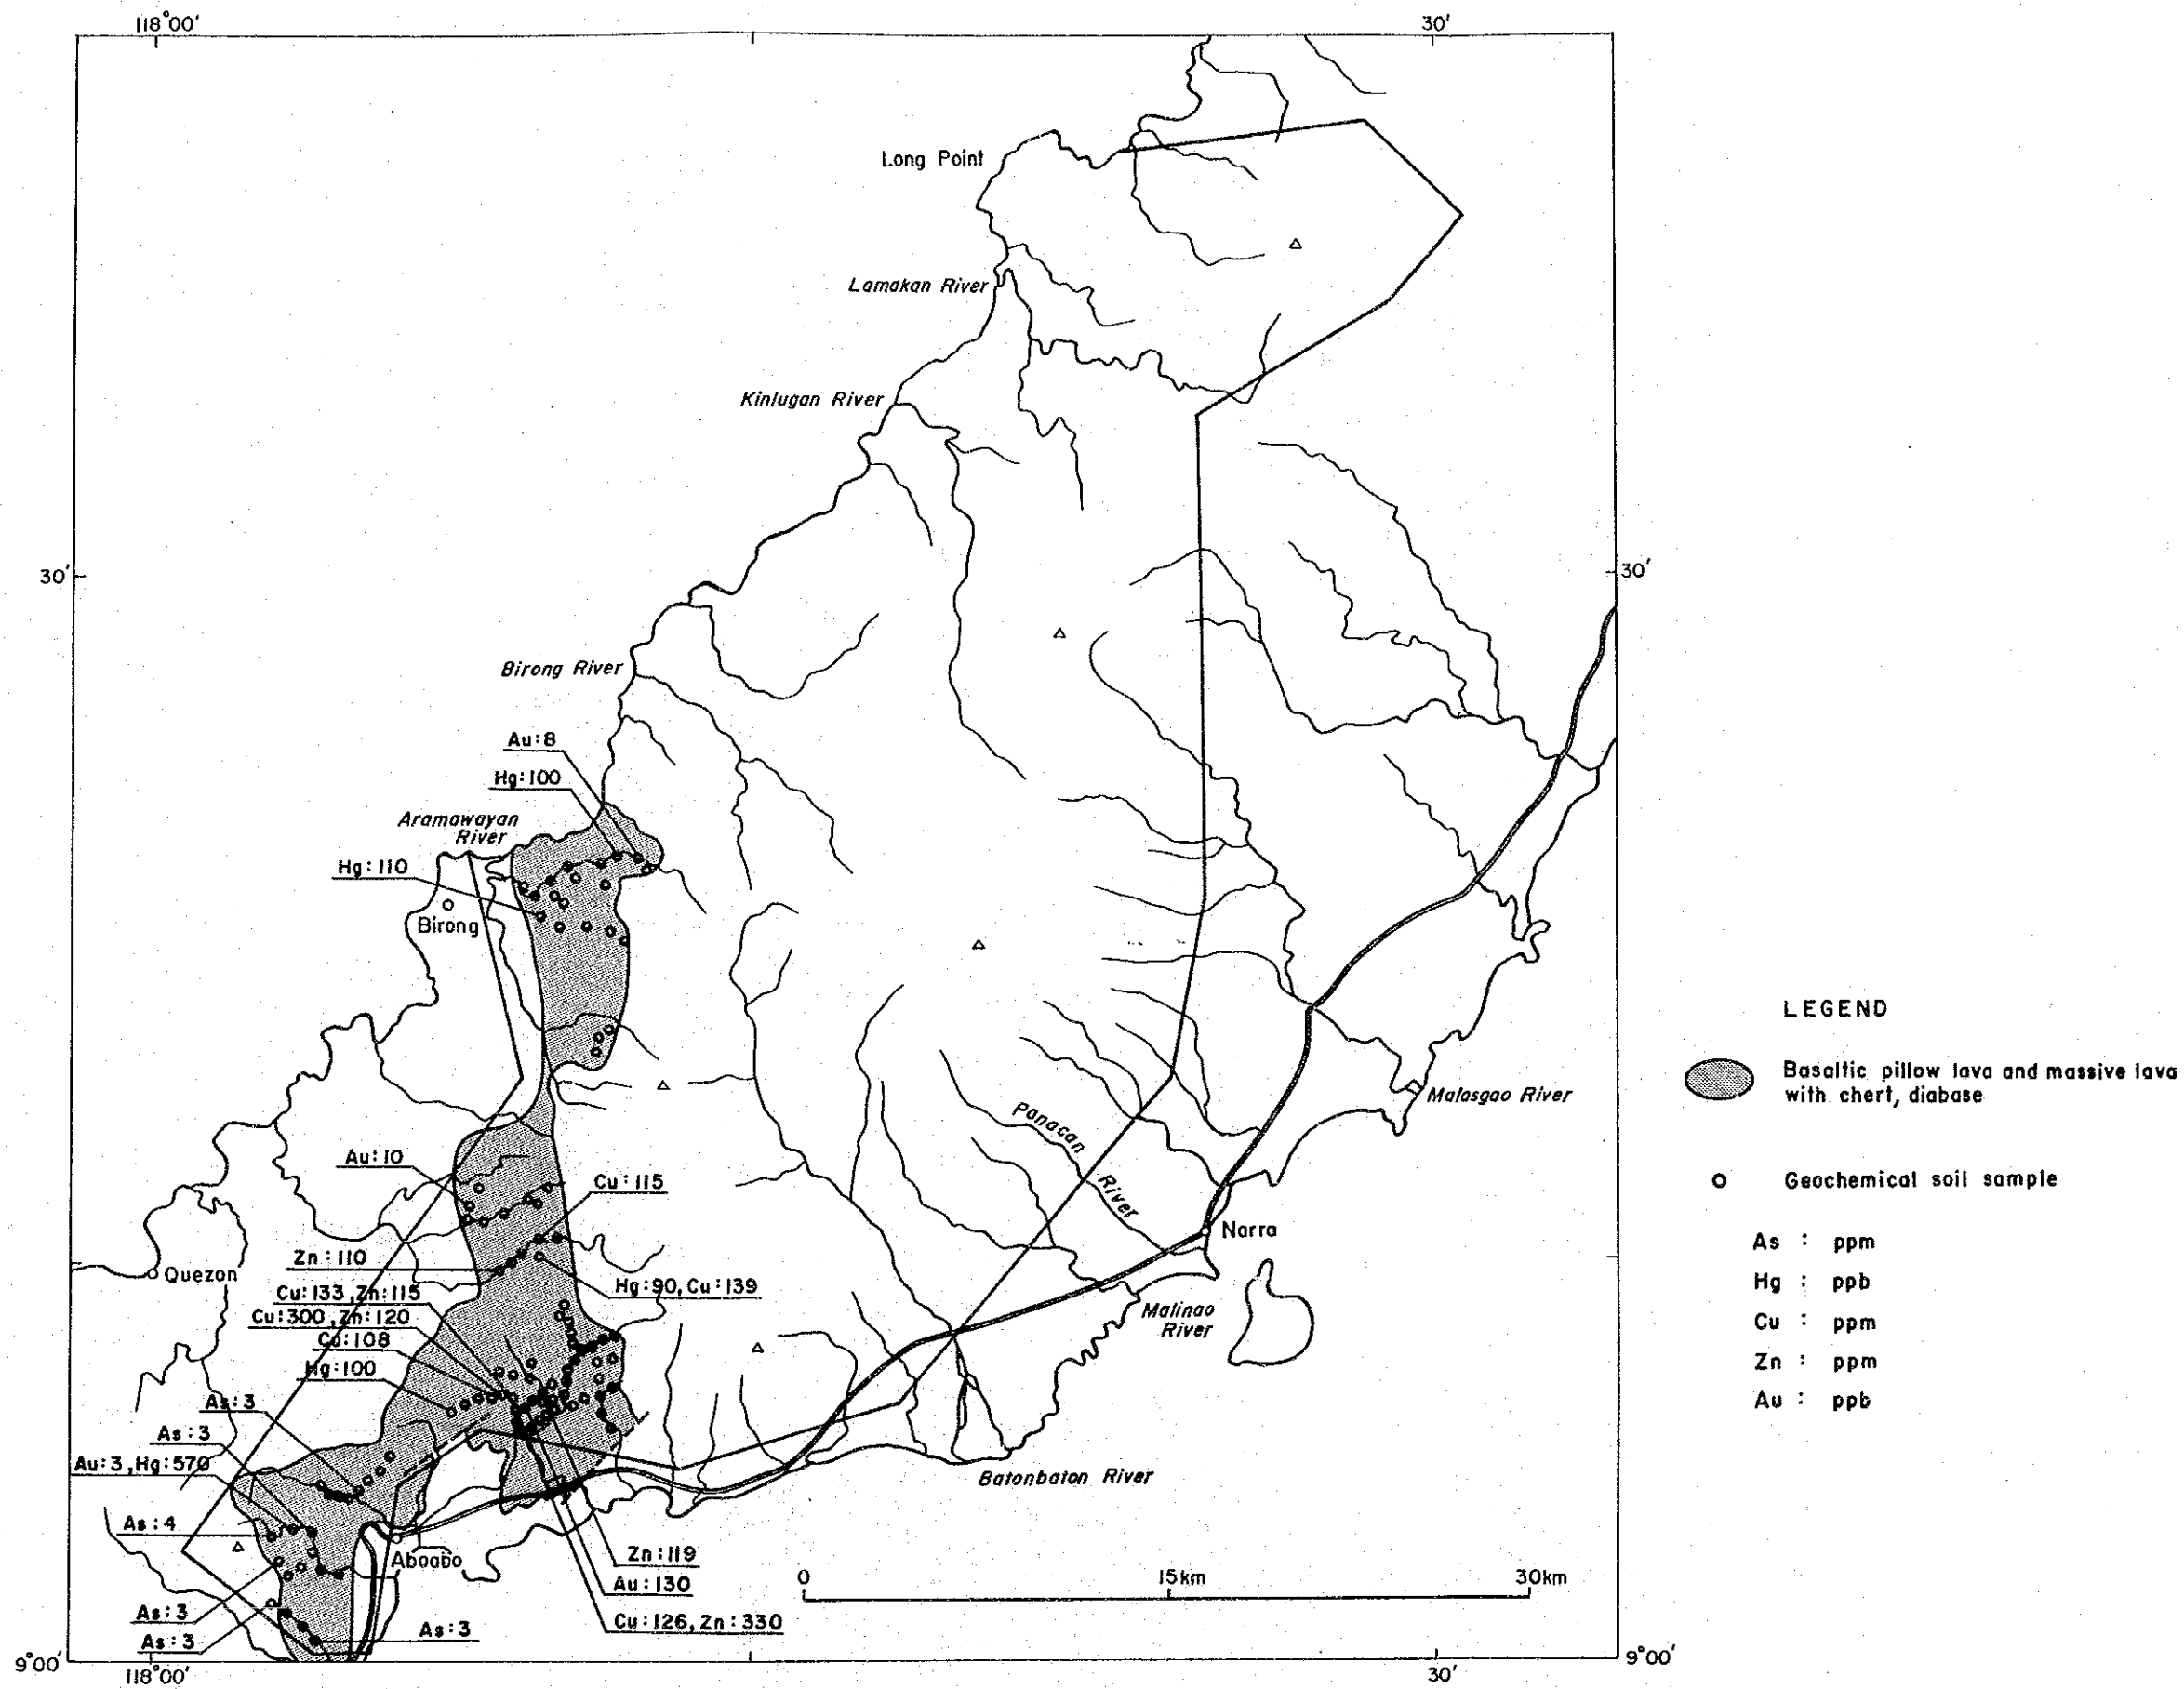 118°00'
30'
Long Point
Lamakan River
Kinlugan River
30'
30'
Birong River
Au:8
Hg:100
Aramawayan
River
Hg:110
Birong
LEGEND
Basaltic pillow lava and massive lava
with chert, diabase
Malasgao River
Panacan
River
Au:10
Cu:115
Geochemical soil sample
Narra
Zn:110
As : ppm
Quezon
Hg:90, Cu:139
Hg : ppb
Cu:133, Zn:115
Cu:300, Zn:120
Malinao
River
Cu : ppm
Co:108
Zn : ppm
Hg:100
Au : ppb
As:3
As:3
Au:3, Hg:570
Batonbaton River
As:4
Aboabo
Zn:119
Au:130
0
15km
30km
As:3
Cu:126, Zn:330
As:3
As:3
9°00'
118°00'
30'
9°00'